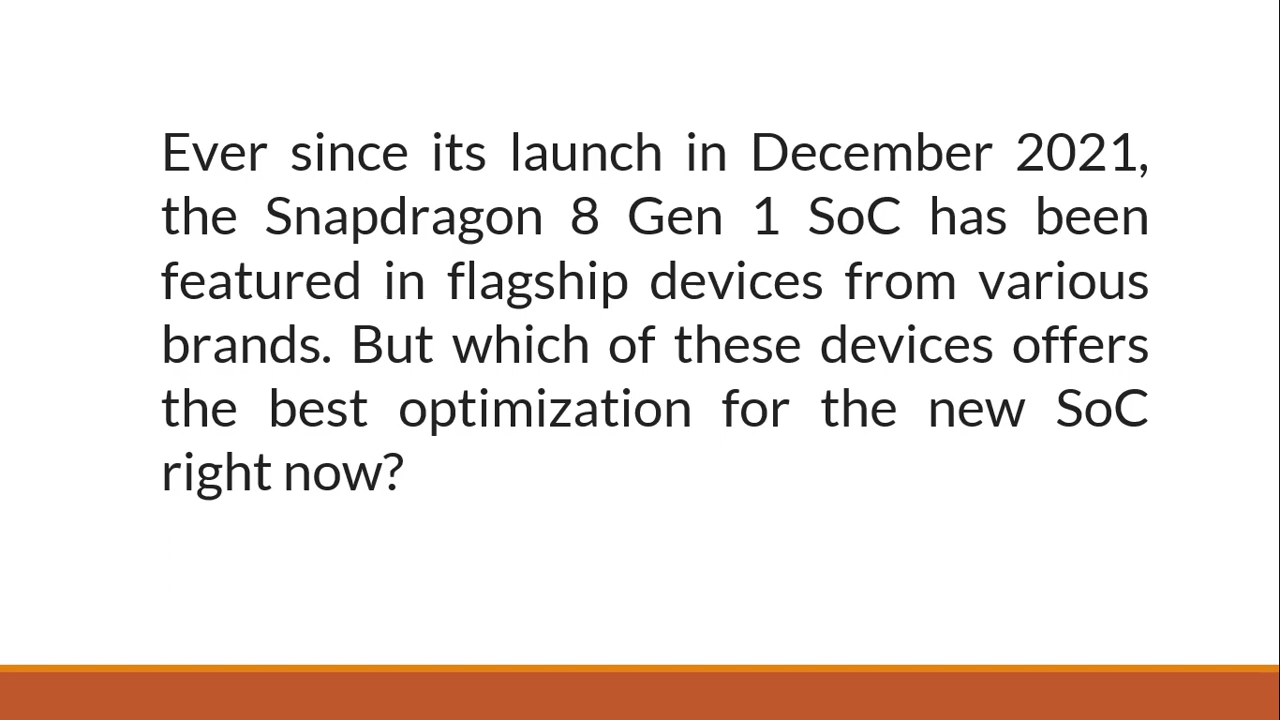 Ever since its launch in December 2021,
the Snapdragon 8 Gen 1 SoC has been
featured in flagship devices from various
brands. But which of these devices offers
the best optimization for the new SoC
right now?